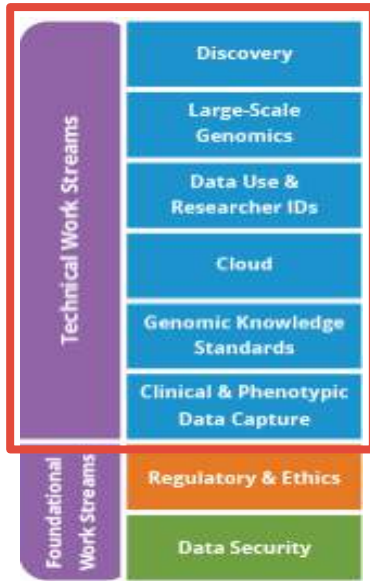 Technical Work Streams
Discovery
Large-Scale
Genomics
Data Use &
Researcher IDs
Cloud
Genomic Knowledge
Standards
Clinical & Phenotypic
Data Capture
Foundational
Work Streams
Regulatory & Ethics
Data Security